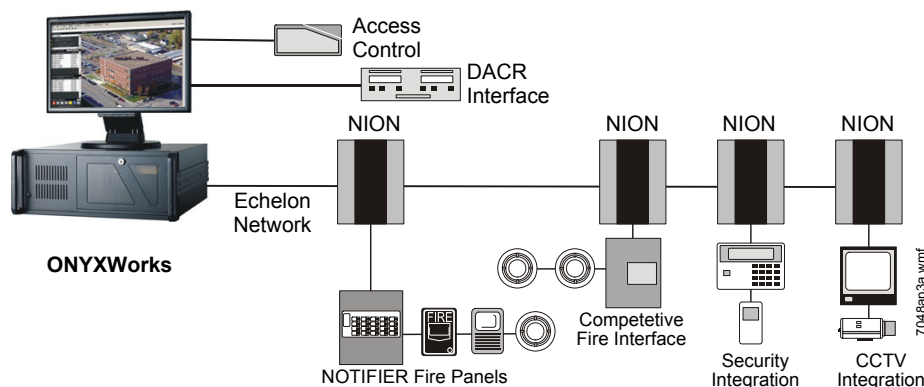 Access
Control
DACR
Interface
NION
NION
NION
NION
Echelon
Network
ONYXWorks
FIRE
NOTIFIER Fire Panels
Competetive
Fire Interface
Security
Integration
CCTV
Integration
7048ap3a.wmf